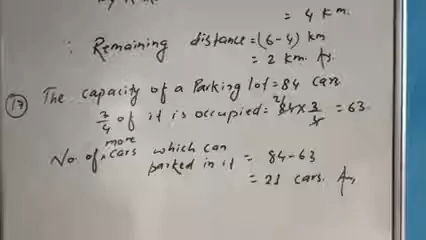 = 4 km.
∴ Remaining distance = (6-4) km
= 2 km. As.
(17) The capacity of a Parking lot = 84 cars
3/4 of it is occupied = 84 21 × 3/4 = 63.
No. of more cars which can parked in it = 84-63
= 21 cars. Ans